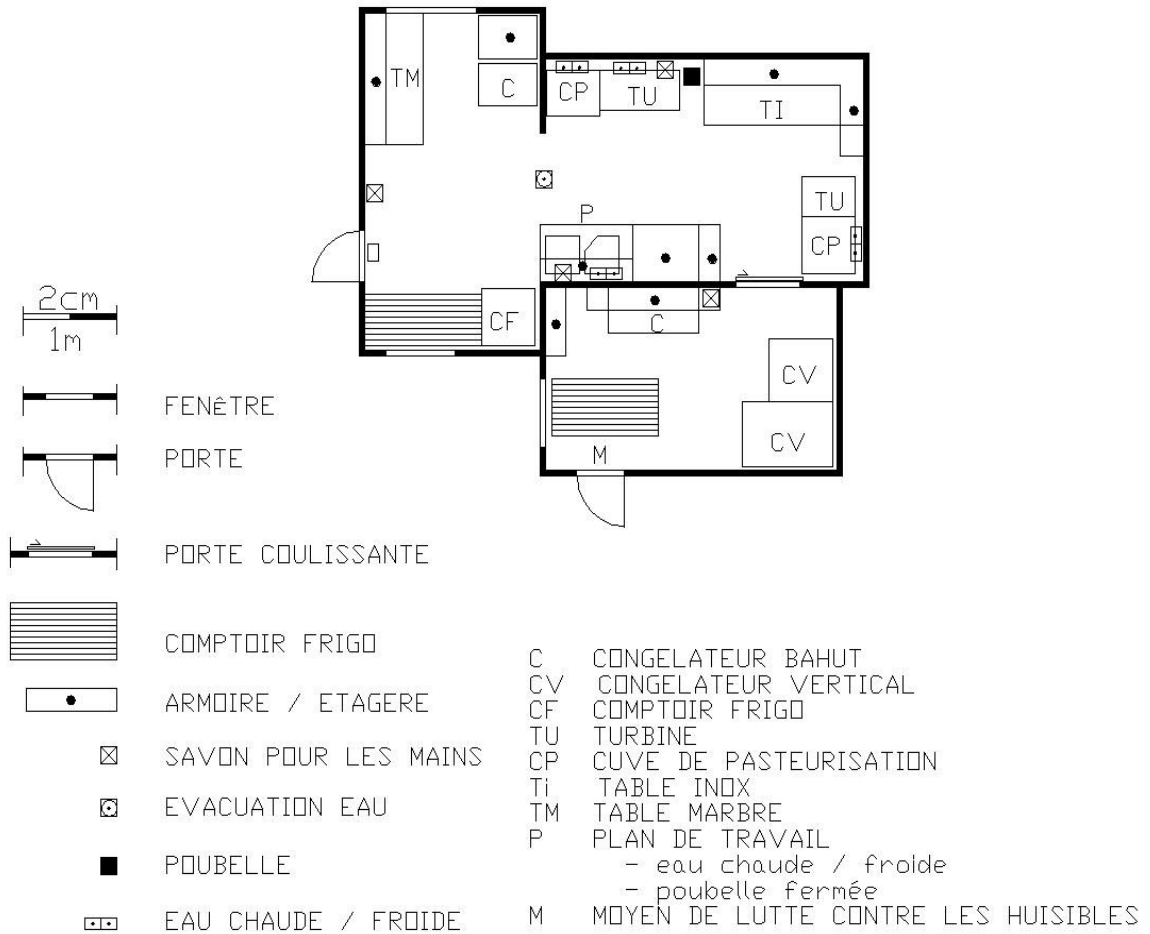 TM
C
CP
TU
TI
P
TU
CP
2cm
1m
CF
C
CV
CV
M
FENêTRE
PORTE
PORTE COULISSANTE
COMPTOIR FRIGO
ARMOIRE / ETAGERE
SAVON POUR LES MAINS
EVACUATION EAU
POUBELLE
EAU CHAUDE / FROIDE
C CONGELATEUR BAHUT
CV CONGELATEUR VERTICAL
CF COMPTOIR FRIGO
TU TURBINE
CP CUVE DE PASTEURISATION
Ti TABLE INOX
TM TABLE MARBRE
P PLAN DE TRAVAIL
- eau chaude / froide
- poubelle fermée
M MOYEN DE LUTTE CONTRE LES HUISIBLES